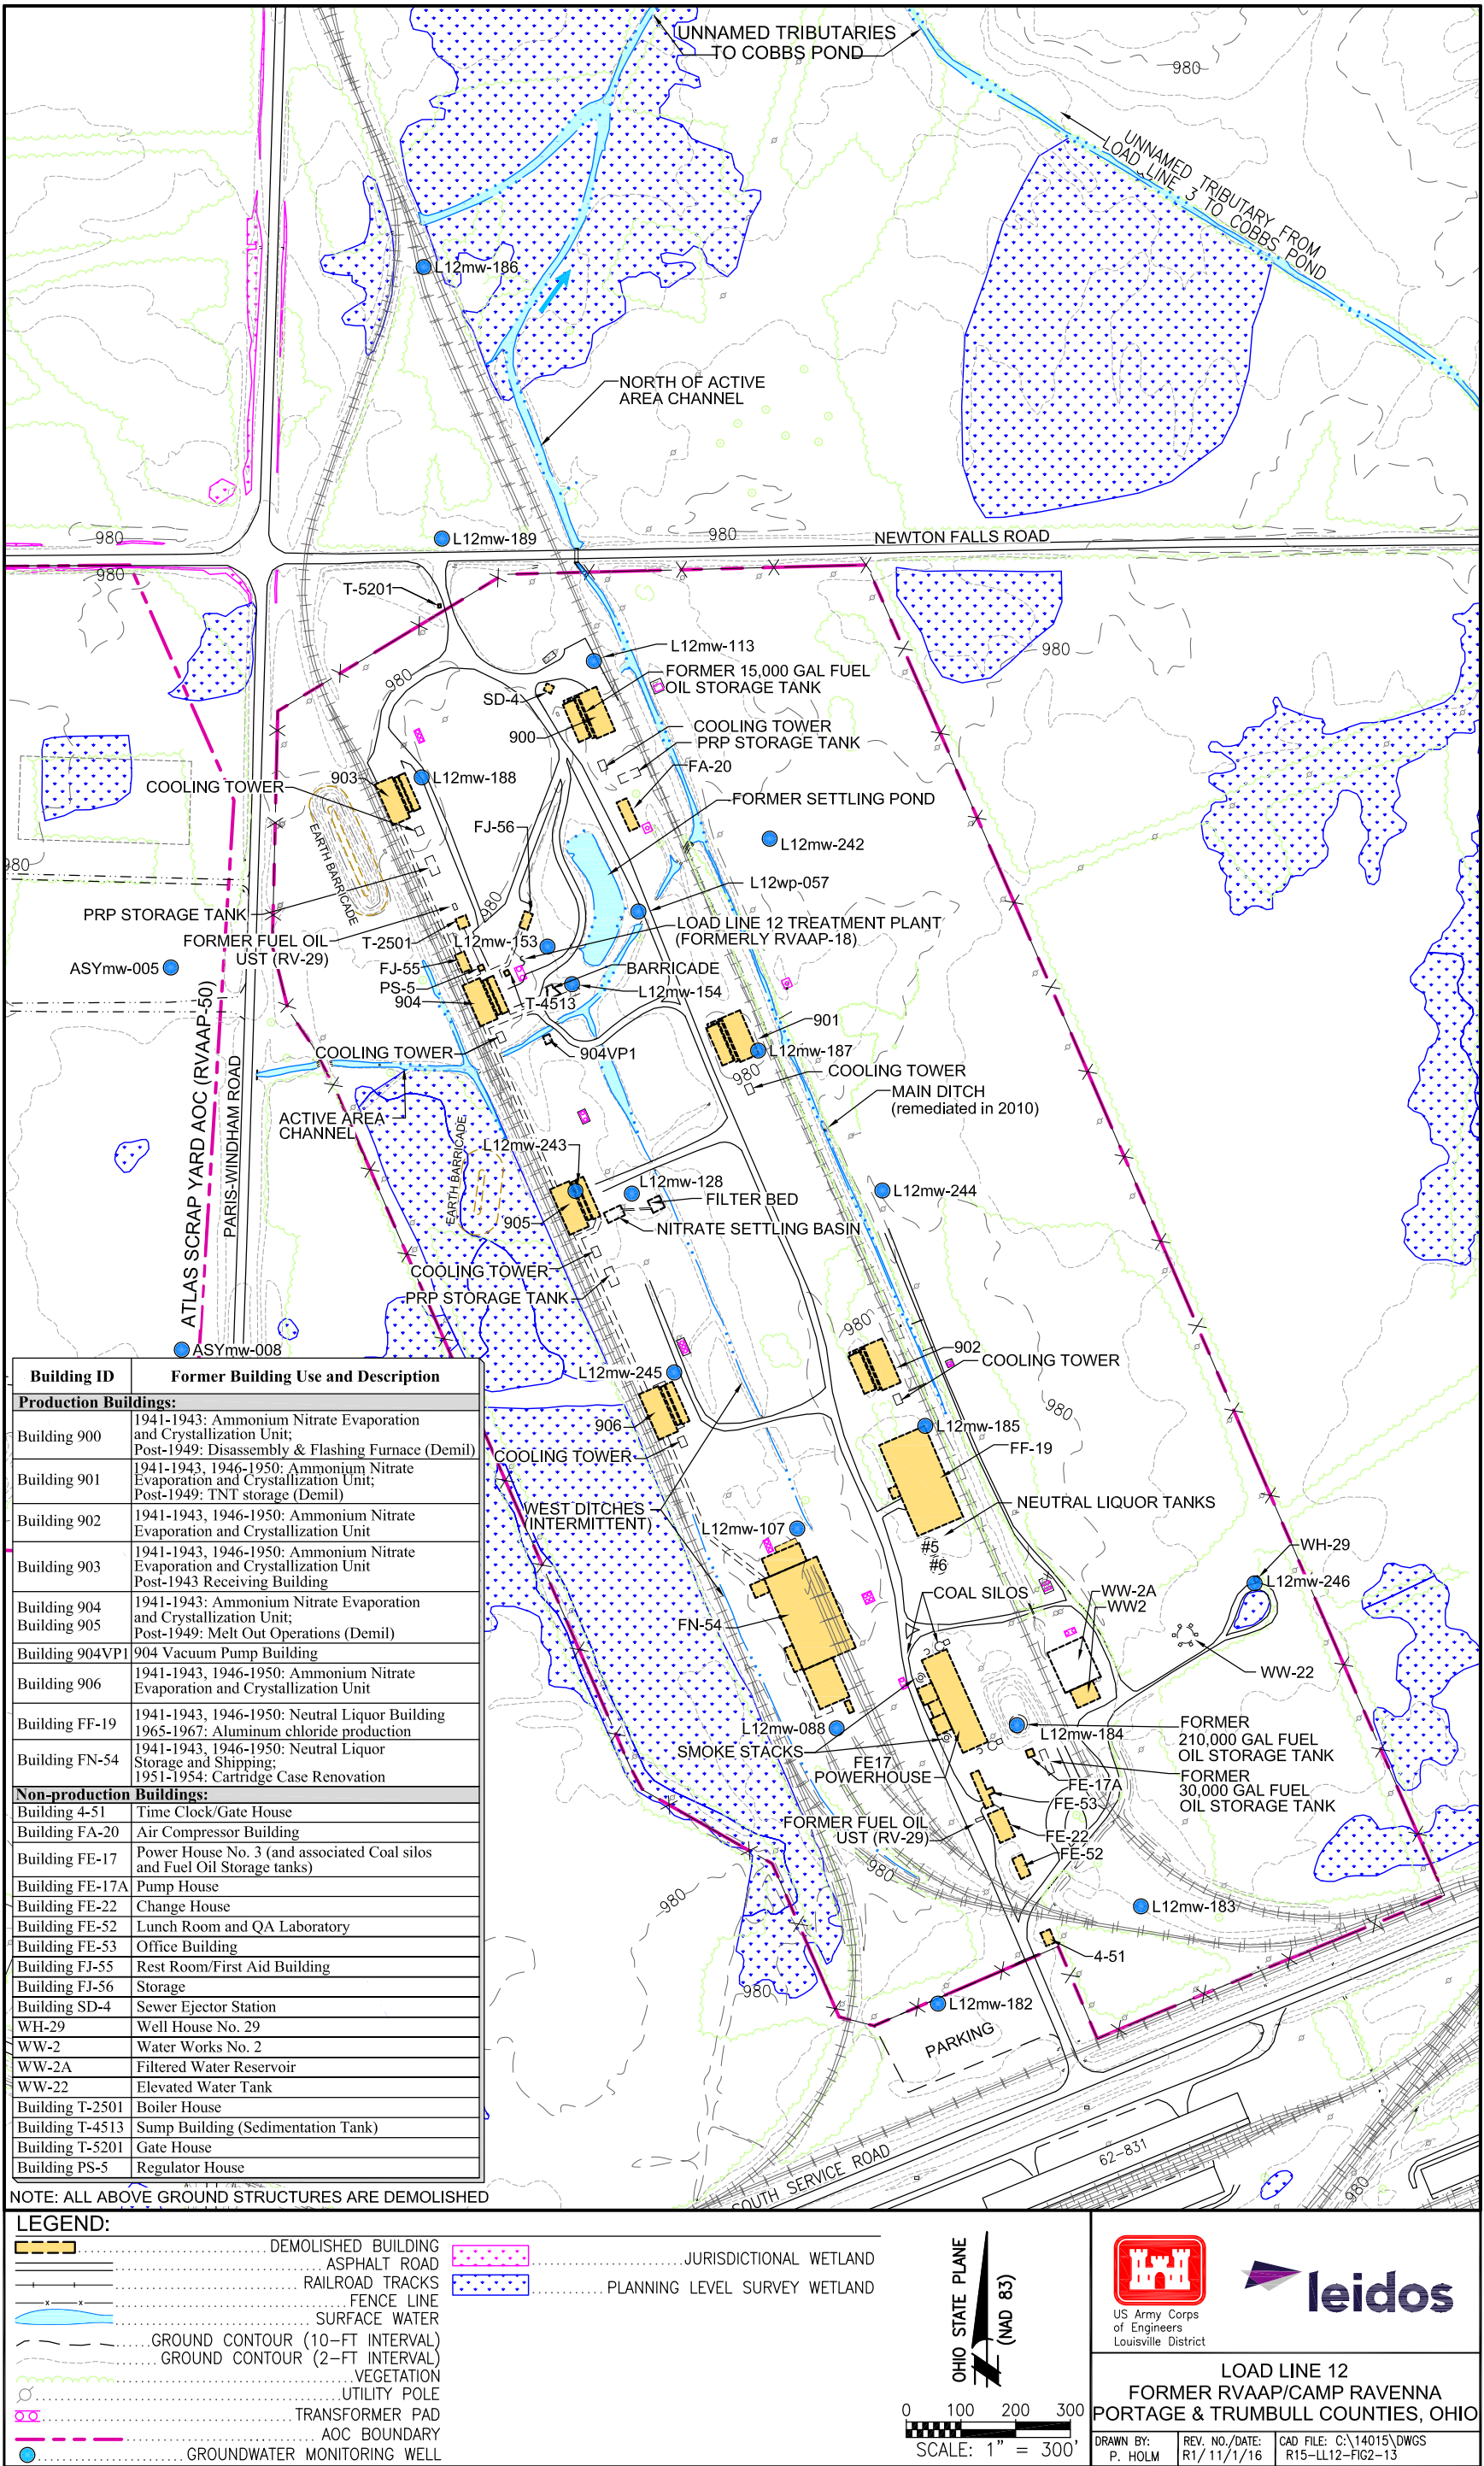 UNNAMED TRIBUTARIES
TO COBBS POND
980
UNNAMED TRIBUTARY FROM
LOAD LINE 3 TO COBBS POND
L12mw-186
NORTH OF ACTIVE
AREA CHANNEL
980
L12mw-189
980
NEWTON FALLS ROAD
980
T-5201
L12mw-113
980
FORMER 15,000 GAL FUEL
OIL STORAGE TANK
980
SD-4
900
COOLING TOWER
PRP STORAGE TANK
FA-20
903
L12mw-188
COOLING TOWER
FORMER SETTLING POND
FJ-56
EARTH BARRICADE
L12mw-242
980
L12wp-057
980
PRP STORAGE TANK
LOAD LINE 12 TREATMENT PLANT
(FORMERLY RVAAP-18)
FORMER FUEL OIL
UST (RV-29)
T-2501
L12mw-153
ASYmw-005
FJ-55
PS-5
904
BARRICADE
L12mw-154
T-4513
901
COOLING TOWER
904VP1
L12mw-187
980
COOLING TOWER
MAIN DITCH
(remediated in 2010)
ATLAS SCRAP YARD AOC (RVAAP-50)
PARIS-WINDHAM ROAD
ACTIVE AREA
CHANNEL
EARTH BARRICADE
L12mw-243
L12mw-128
FILTER BED
L12mw-244
905
NITRATE SETTLING BASIN
COOLING TOWER
PRP STORAGE TANK
980
902
COOLING TOWER
ASYmw-008
L12mw-245
980
906
L12mw-185
FF-19
COOLING TOWER
WEST DITCHES
(INTERMITTENT)
NEUTRAL LIQUOR TANKS
L12mw-107
#5
#6
WH-29
L12mw-246
COAL SILOS
WW-2A
WW2
FN-54
WW-22
L12mw-088
L12mw-184
FORMER
210,000 GAL FUEL
OIL STORAGE TANK
SMOKE STACKS
FE17
POWERHOUSE
FE-17A
FORMER
30,000 GAL FUEL
OIL STORAGE TANK
FE-53
FORMER FUEL OIL
UST (RV-29)
FE-22
FE-52
980
980
L12mw-183
4-51
980
L12mw-182
PARKING
SOUTH SERVICE ROAD
62-831
980
Building ID Former Building Use and Description
Production Buildings:
Building 900 1941-1943: Ammonium Nitrate Evaporation
and Crystallization Unit;
Post-1949: Disassembly & Flashing Furnace (Demil)
Building 901 1941-1943, 1946-1950: Ammonium Nitrate
Evaporation and Crystallization Unit;
Post-1949: TNT storage (Demil)
Building 902 1941-1943, 1946-1950: Ammonium Nitrate
Evaporation and Crystallization Unit
Building 903 1941-1943, 1946-1950: Ammonium Nitrate
Evaporation and Crystallization Unit
Post-1943 Receiving Building
Building 904 1941-1943: Ammonium Nitrate Evaporation
Building 905 and Crystallization Unit;
Post-1949: Melt Out Operations (Demil)
Building 904VP1 904 Vacuum Pump Building
Building 906 1941-1943, 1946-1950: Ammonium Nitrate
Evaporation and Crystallization Unit
Building FF-19 1941-1943, 1946-1950: Neutral Liquor Building
1965-1967: Aluminum chloride production
Building FN-54 1941-1943, 1946-1950: Neutral Liquor
Storage and Shipping;
1951-1954: Cartridge Case Renovation
Non-production Buildings:
Building 4-51 Time Clock/Gate House
Building FA-20 Air Compressor Building
Building FE-17 Power House No. 3 (and associated Coal silos
and Fuel Oil Storage tanks)
Building FE-17A Pump House
Building FE-22 Change House
Building FE-52 Lunch Room and QA Laboratory
Building FE-53 Office Building
Building FJ-55 Rest Room/First Aid Building
Building FJ-56 Storage
Building SD-4 Sewer Ejector Station
WH-29 Well House No. 29
WW-2 Water Works No. 2
WW-2A Filtered Water Reservoir
WW-22 Elevated Water Tank
Building T-2501 Boiler House
Building T-4513 Sump Building (Sedimentation Tank)
Building T-5201 Gate House
Building PS-5 Regulator House
NOTE: ALL ABOVE GROUND STRUCTURES ARE DEMOLISHED
LEGEND:
DEMOLISHED BUILDING
ASPHALT ROAD
RAILROAD TRACKS
FENCE LINE
SURFACE WATER
GROUND CONTOUR (10-FT INTERVAL)
GROUND CONTOUR (2-FT INTERVAL)
VEGETATION
UTILITY POLE
TRANSFORMER PAD
AOC BOUNDARY
GROUNDWATER MONITORING WELL
JURISDICTIONAL WETLAND
PLANNING LEVEL SURVEY WETLAND
OHIO STATE PLANE
(NAD 83)
0 100 200 300
SCALE: 1" = 300'
US Army Corps
of Engineers
Louisville District
leidos
LOAD LINE 12
FORMER RVAAP/CAMP RAVENNA
PORTAGE & TRUMBULL COUNTIES, OHIO
DRAWN BY:
P. HOLM
REV. NO./DATE:
R1/ 11/1/16
CAD FILE: C:\14015\DWGS
R15-LL12-FIG2-13